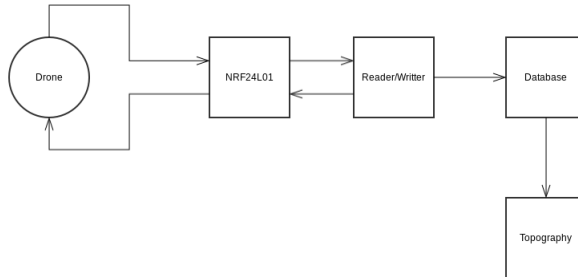 Drone
NRF24L01
Reader/Writter
Database
Topography